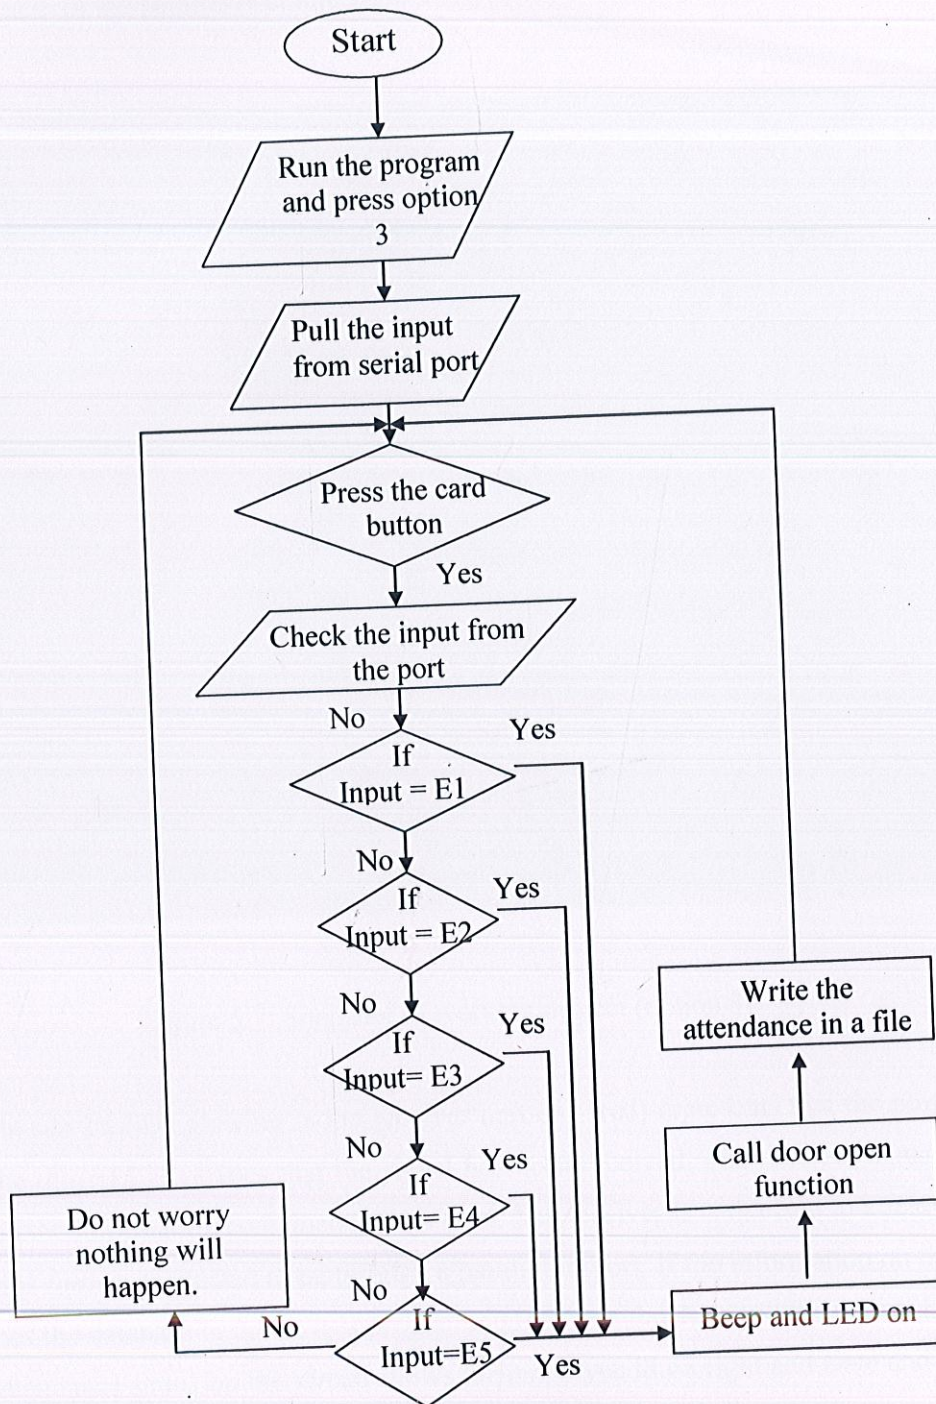 Start
Run the program
and press option
3
Pull the input
from serial port
Press the card
button
Yes
Check the input from
the port
No
Yes
If
Input = E1
No
Yes
If
Input = E2
No
Yes
If
Input= E3
No
Yes
If
Input= E4
No
If
Input=E5
No
Yes
Do not worry
nothing will
happen.
Beep and LED on
Call door open
function
Write the
attendance in a file